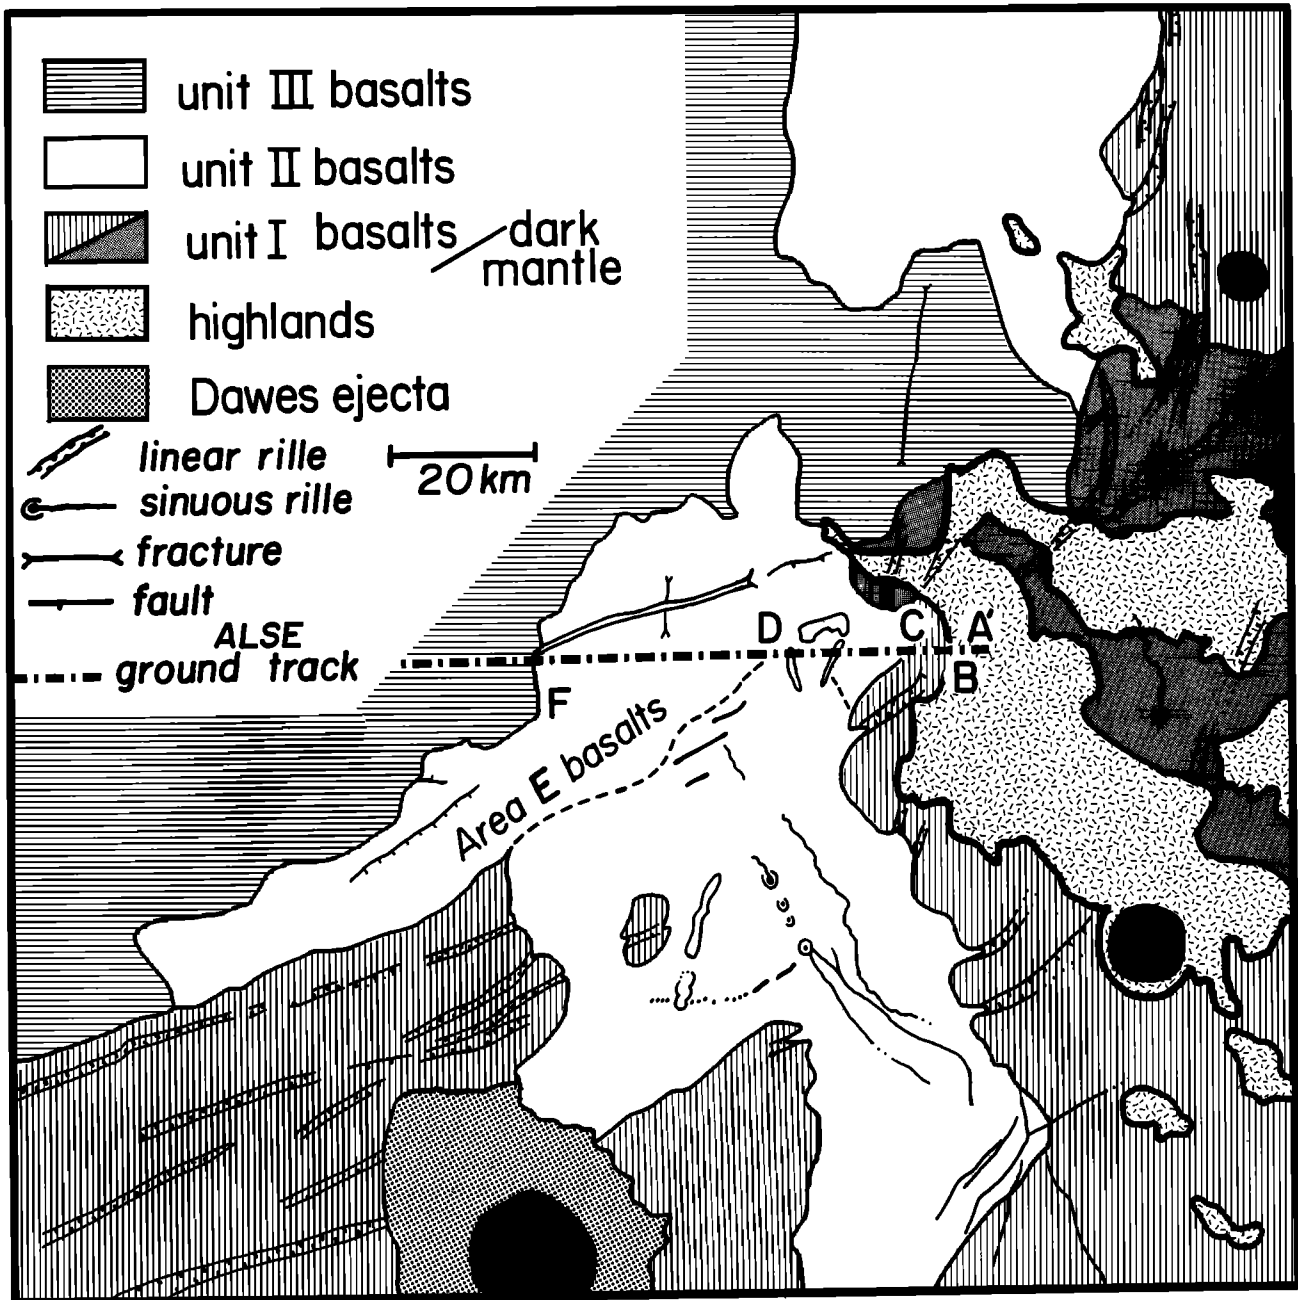 unit III basalts
unit II basalts
unit I basalts/dark
mantle
highlands
Dawes ejecta
linear rille
20 km
sinuous rille
fracture
fault
ALSE
ground track
D
C
A'
B
F
Area E basalts